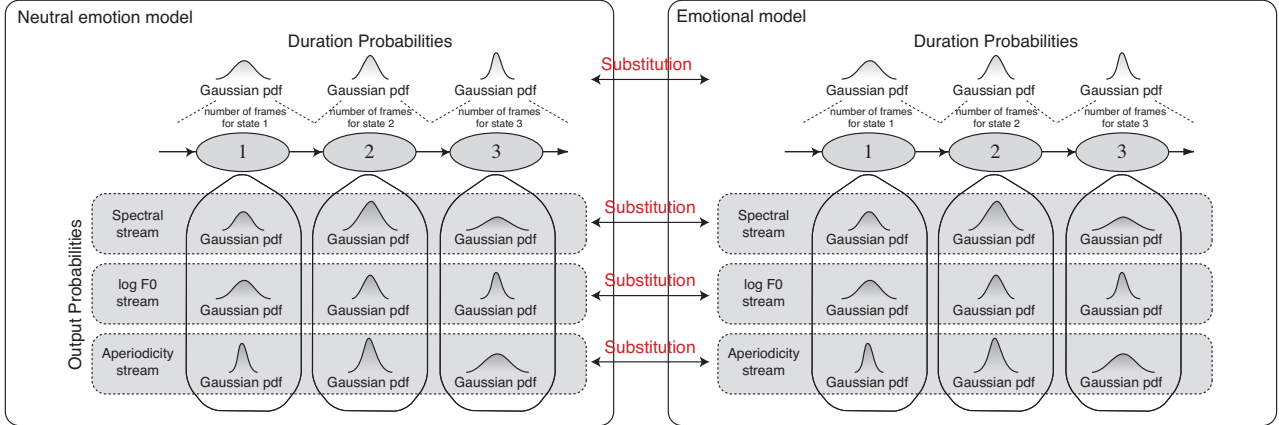 Neutral emotion model
Duration Probabilities
Gaussian pdf Gaussian pdf Gaussian pdf
number of frames for state 1
number of frames for state 2
number of frames for state 3
1 2 3
Output Probabilities
Spectral stream
Gaussian pdf Gaussian pdf Gaussian pdf
log F0 stream
Gaussian pdf Gaussian pdf Gaussian pdf
Aperiodicity stream
Gaussian pdf Gaussian pdf Gaussian pdf
Substitution
Substitution
Substitution
Substitution
Emotional model
Duration Probabilities
Gaussian pdf Gaussian pdf Gaussian pdf
number of frames for state 1
number of frames for state 2
number of frames for state 3
1 2 3
Spectral stream
Gaussian pdf Gaussian pdf Gaussian pdf
log F0 stream
Gaussian pdf Gaussian pdf Gaussian pdf
Aperiodicity stream
Gaussian pdf Gaussian pdf Gaussian pdf